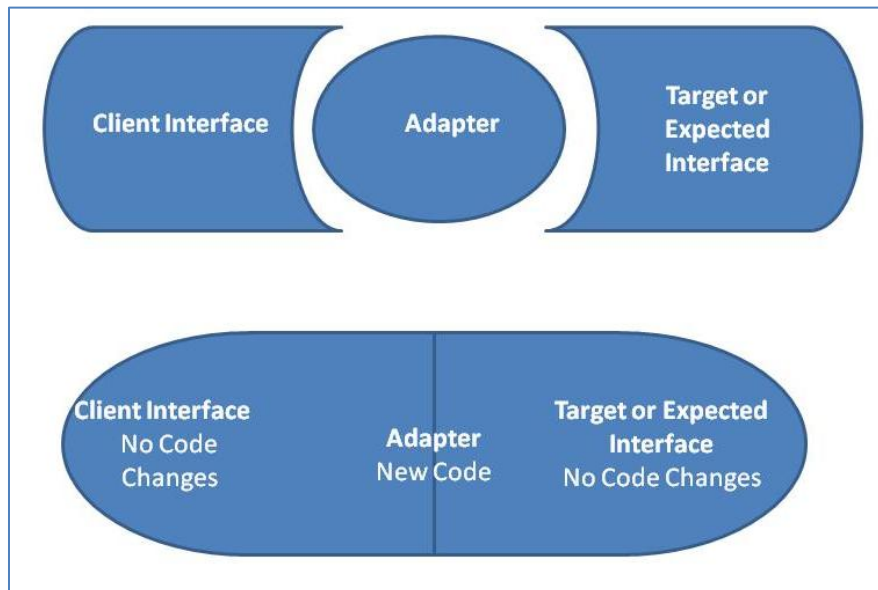 Client Interface
Adapter
Target or
Expected
Interface
Client Interface
No Code
Changes
Adapter
New Code
Target or Expected
Interface
No Code Changes